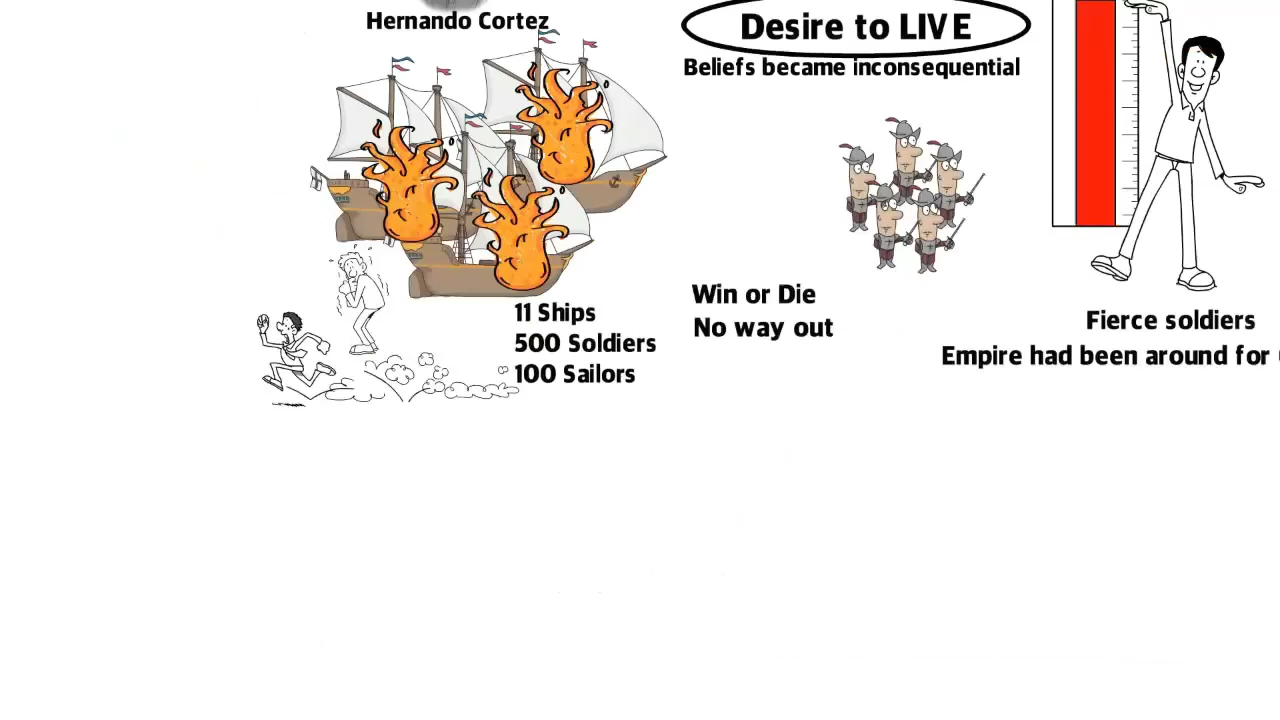 Hernando Cortez
Desire to LIVE
Beliefs became inconsequential
11 Ships
500 Soldiers
100 Sailors
Win or Die
No way out
Fierce soldiers
Empire had been around for